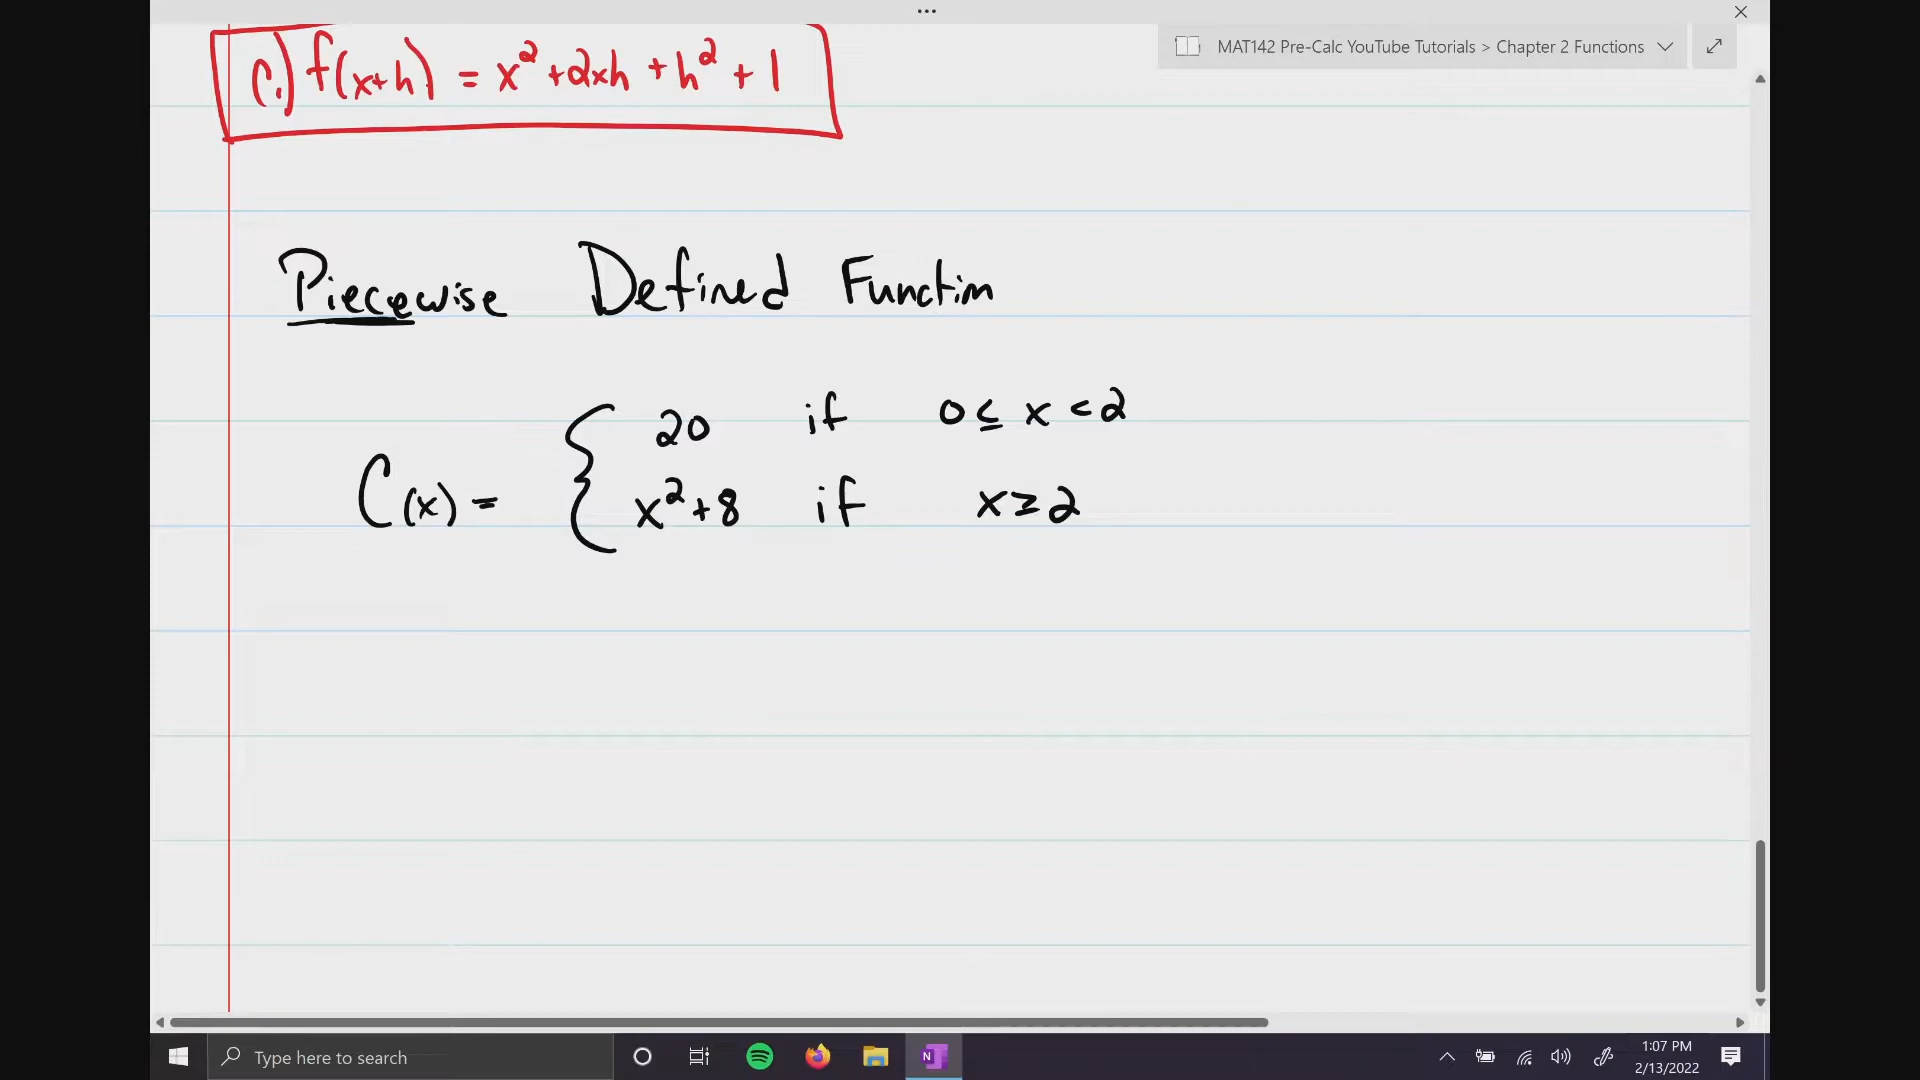 MAT142 Pre-Calc YouTube Tutorials > Chapter 2 Functions
C.) f(x+h) = x² + 2xh + h² + 1
Piecewise Defined Function
C(x) = {
20 if 0 ≤ x < 2
x² + 8 if x ≥ 2
Type here to search
N
1:07 PM
2/13/2022